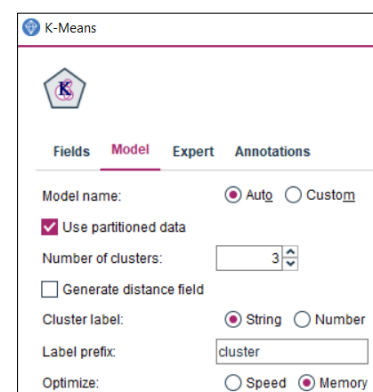 K-Means
K
Fields Model Expert Annotations
Model name: Auto Custom
Use partitioned data
Number of clusters: 3
Generate distance field
Cluster label: String Number
Label prefix: cluster
Optimize: Speed Memory